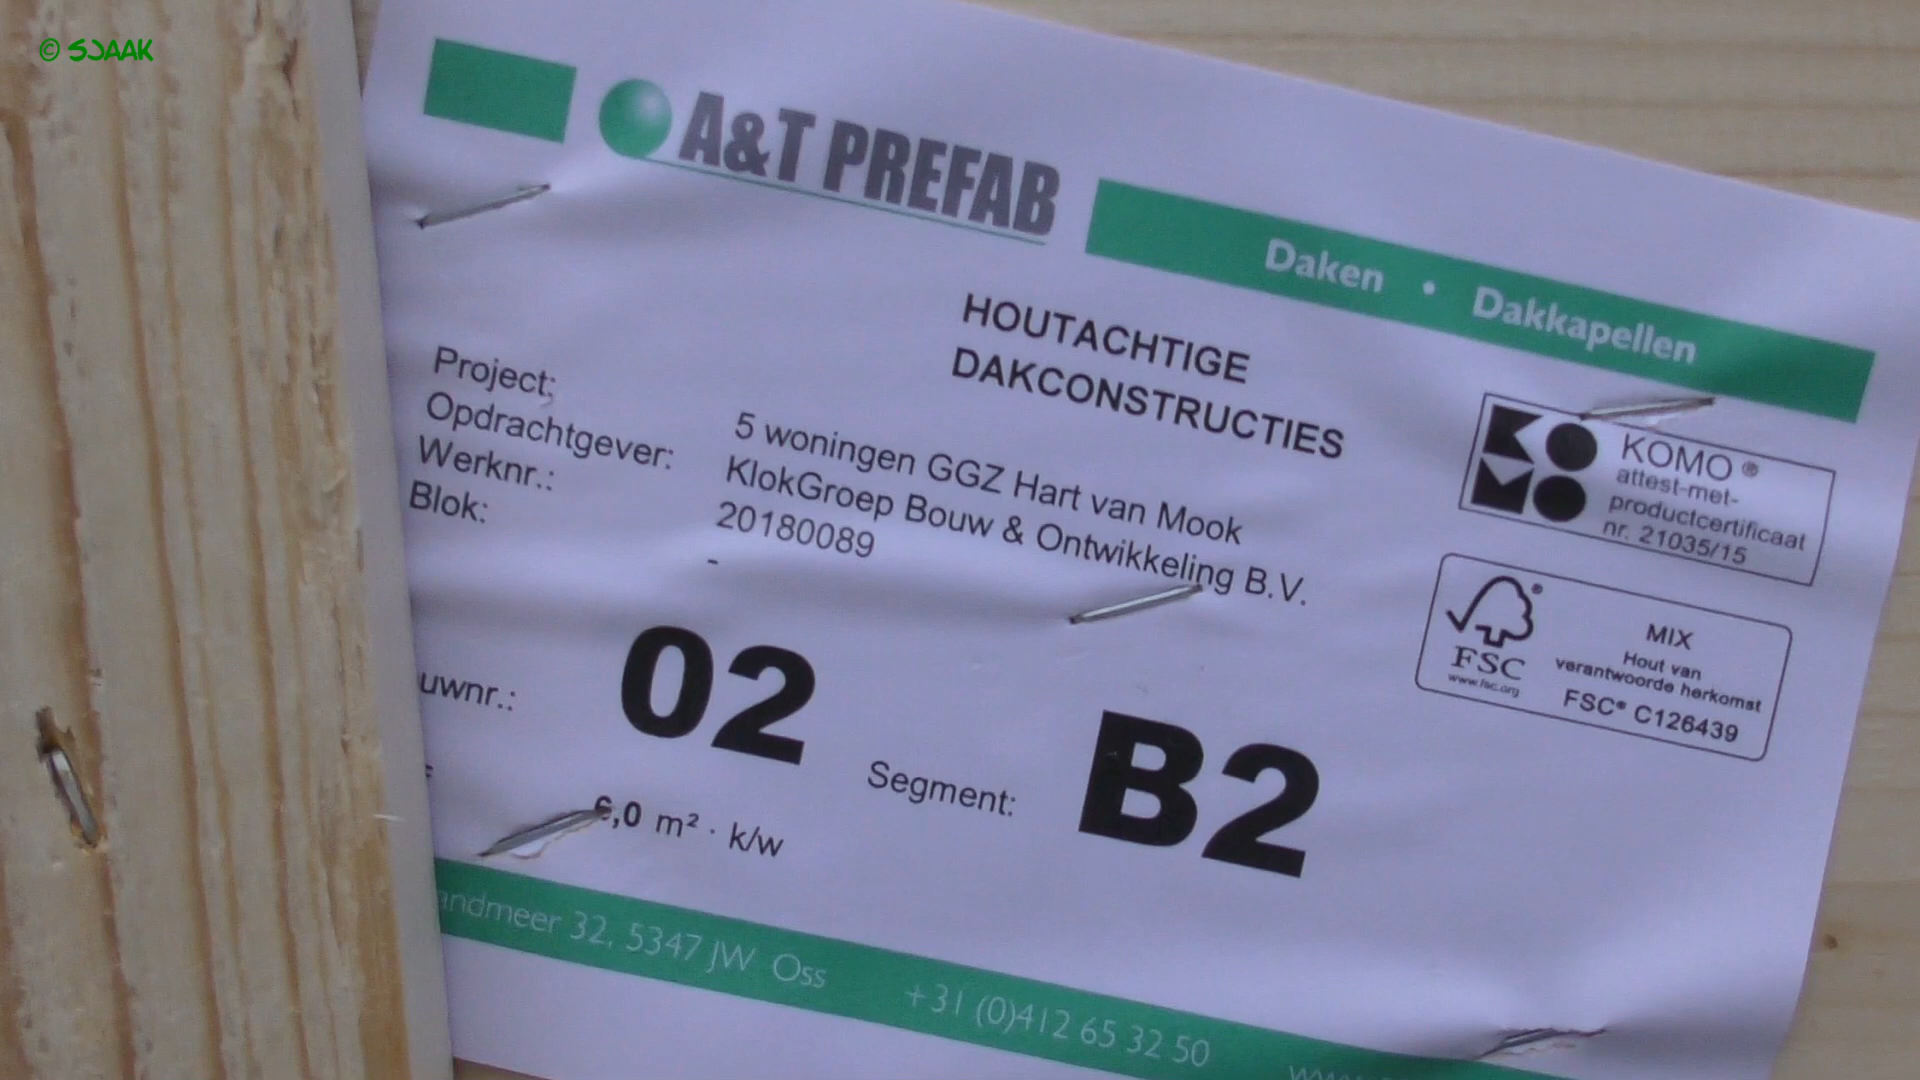 © SJAAK
A&T PREFAB
Daken • Dakkapellen
HOUTACHTIGE
DAKCONSTRUCTIES
Project: 5 woningen GGZ Hart van Mook
Opdrachtgever: KlokGroep Bouw & Ontwikkeling B.V.
Werknr.: 20180089
Blok: -
KOMO ®
attest-met-
productcertificaat
nr. 21035/15
FSC ®
www.fsc.org
MIX
Hout van
verantwoorde herkomst
FSC® C126439
uwnr.: 02 Segment: B2
6,0 m² · k/w
andmeer 32, 5347 JW Oss +31 (0)412 65 32 50